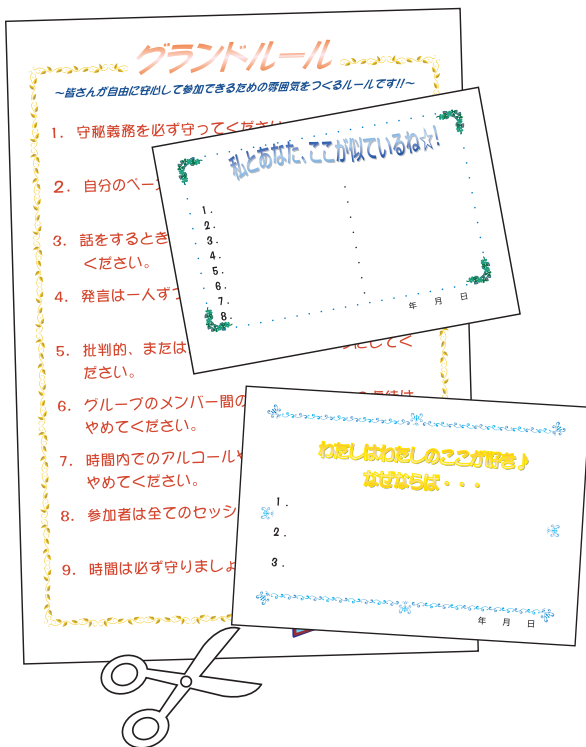 グランドルール
～皆さんが自由に安心して参加できるための雰囲気をつくるルールです!!～
1. 守秘義務を必ず守ってください
2. 自分のペー
3. 話をするとき
ください。
4. 発言は一人ず
5. 批判的、または
にしてく
ださい。
6. グループのメンバー間の
やめてください。
7. 時間内でのアルコール
やめてください。
8. 参加者は全てのセッシ
9. 時間は必ず守りましょ
私とあなた、ここが似ているね☆!
1.
2.
3.
4.
5.
6.
7.
8.
年 月 日
わたしはわたしのここが好き♪
なぜならば・・・
1.
2.
3.
年 月 日